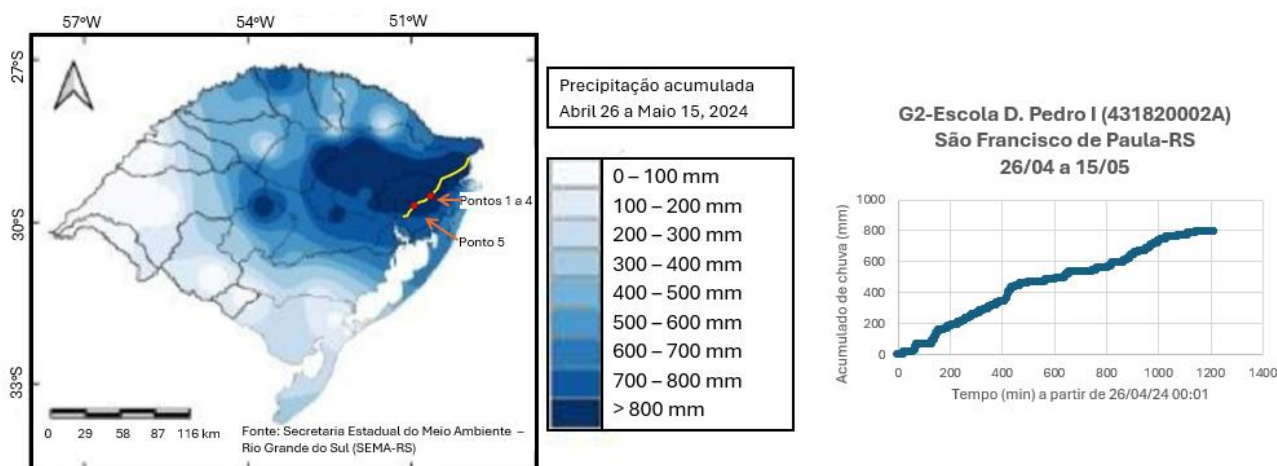 57ºW 54ºW 51ºW
27ºS
30ºS
33ºS
Pontos 1 a 4
Ponto 5
0 29 58 87 116 km
Fonte: Secretaria Estadual do Meio Ambiente –
Rio Grande do Sul (SEMA-RS)
Precipitação acumulada
Abril 26 a Maio 15, 2024
0 – 100 mm
100 – 200 mm
200 – 300 mm
300 – 400 mm
400 – 500 mm
500 – 600 mm
600 – 700 mm
700 – 800 mm
> 800 mm
G2-Escola D. Pedro I (431820002A)
São Francisco de Paula-RS
26/04 a 15/05
Acumulado de chuva (mm)
1000
800
600
400
200
0
0 200 400 600 800 1000 1200 1400
Tempo (min) a partir de 26/04/24 00:01